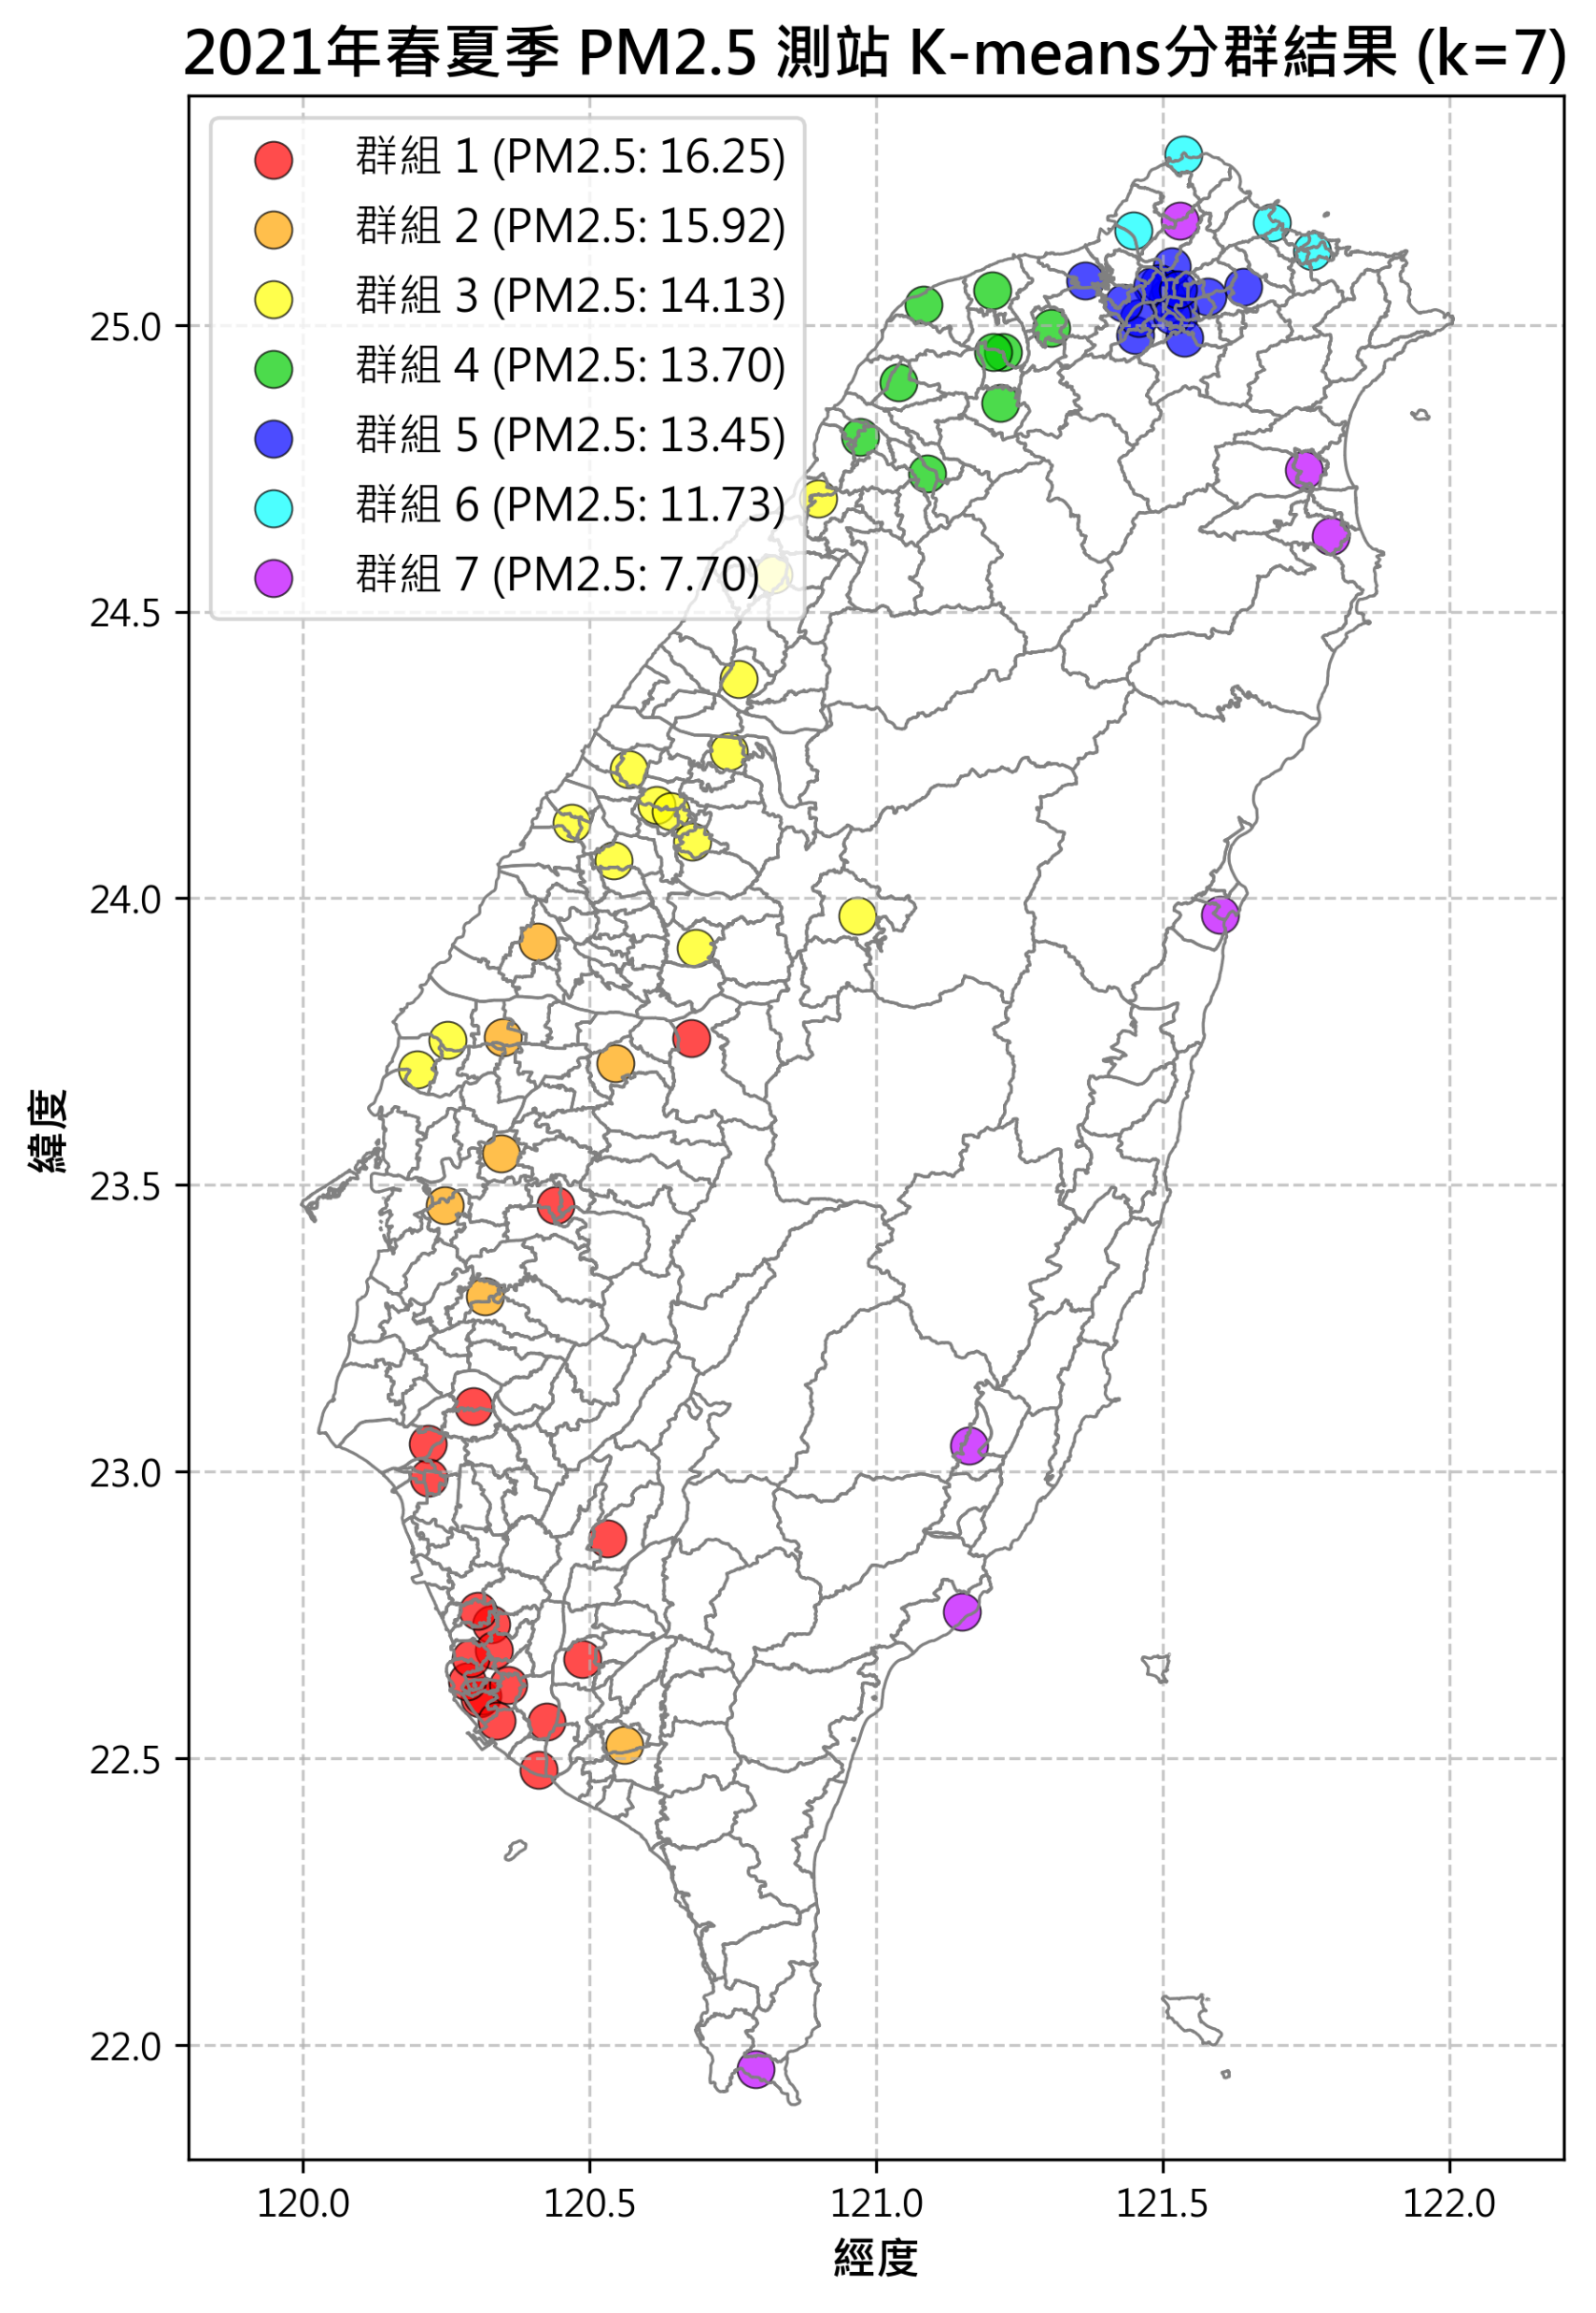 2021年春夏季 PM2.5 測站 K-means分群結果 (k=7)
群組 1 (PM2.5: 16.25)
群組 2 (PM2.5: 15.92)
群組 3 (PM2.5: 14.13)
群組 4 (PM2.5: 13.70)
群組 5 (PM2.5: 13.45)
群組 6 (PM2.5: 11.73)
群組 7 (PM2.5: 7.70)
25.0
24.5
24.0
23.5
23.0
22.5
22.0
緯度
120.0 120.5 121.0 121.5 122.0
經度